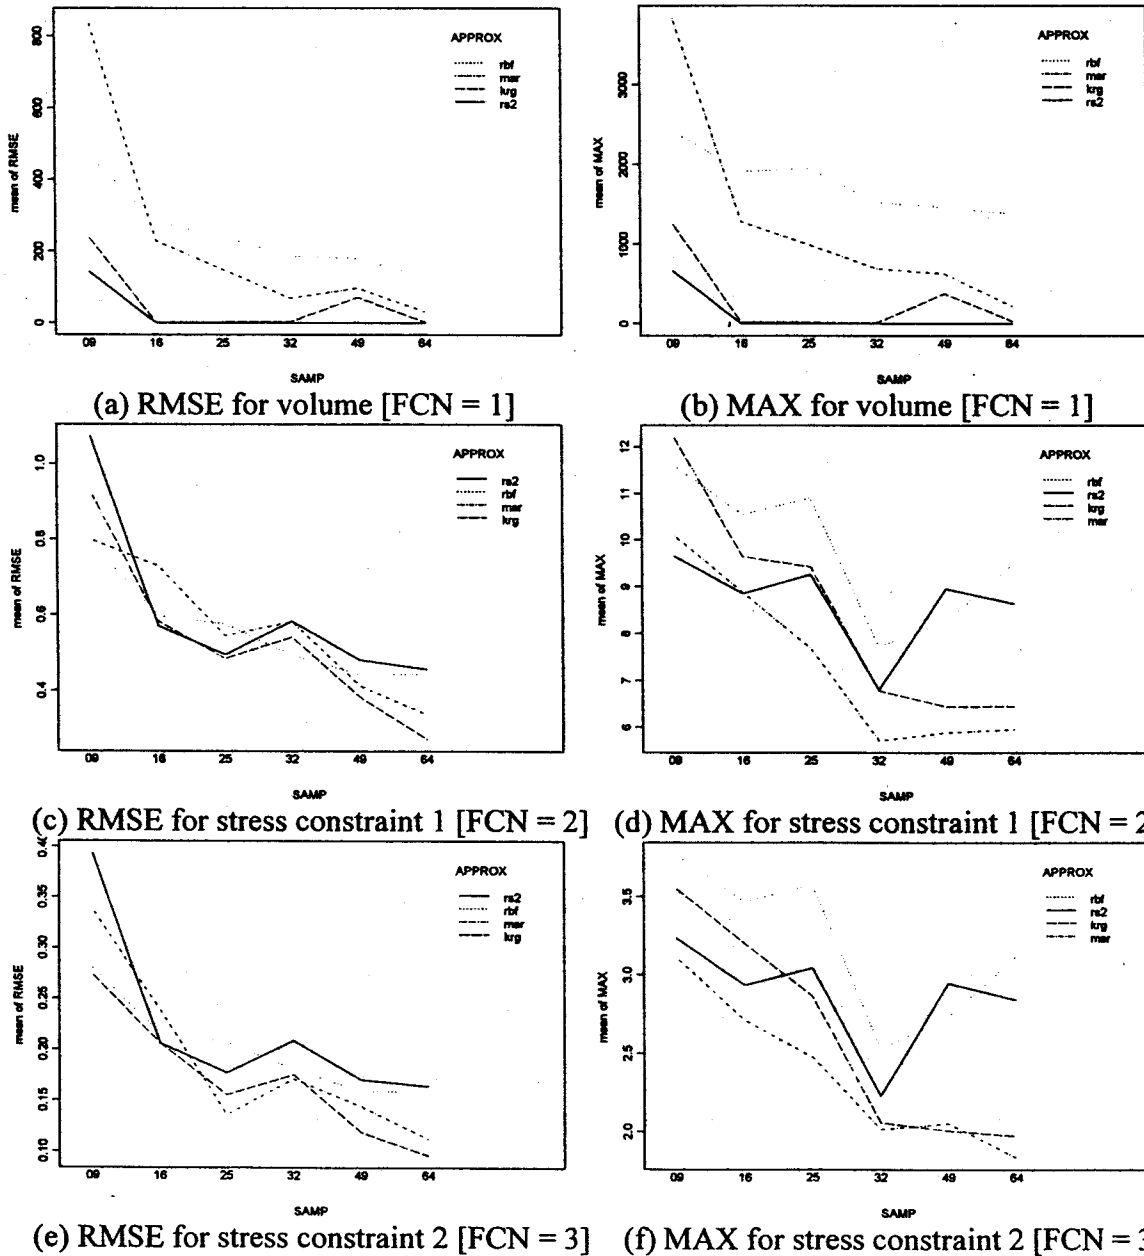 800
600
400
200
0
mean of RMSE
APPROX
rbf
mar
krg
rs2
09 16 25 32 49 64
SAMP
(a) RMSE for volume [FCN = 1]
3000
2000
1000
0
mean of MAX
APPROX
rbf
mar
krg
rs2
09 16 25 32 49 64
SAMP
(b) MAX for volume [FCN = 1]
1.0
0.8
0.6
0.4
mean of RMSE
APPROX
rs2
rbf
mar
krg
09 16 25 32 49 64
SAMP
(c) RMSE for stress constraint 1 [FCN = 2]
12
11
10
9
8
7
6
mean of MAX
APPROX
rbf
rs2
krg
mar
09 16 25 32 49 64
SAMP
(d) MAX for stress constraint 1 [FCN = 2
0.40
0.35
0.30
0.25
0.20
0.15
0.10
mean of RMSE
APPROX
rs2
rbf
mar
krg
09 16 25 32 49 64
SAMP
(e) RMSE for stress constraint 2 [FCN = 3]
3.5
3.0
2.5
2.0
mean of MAX
APPROX
rbf
rs2
krg
mar
09 16 25 32 49 64
SAMP
(f) MAX for stress constraint 2 [FCN =